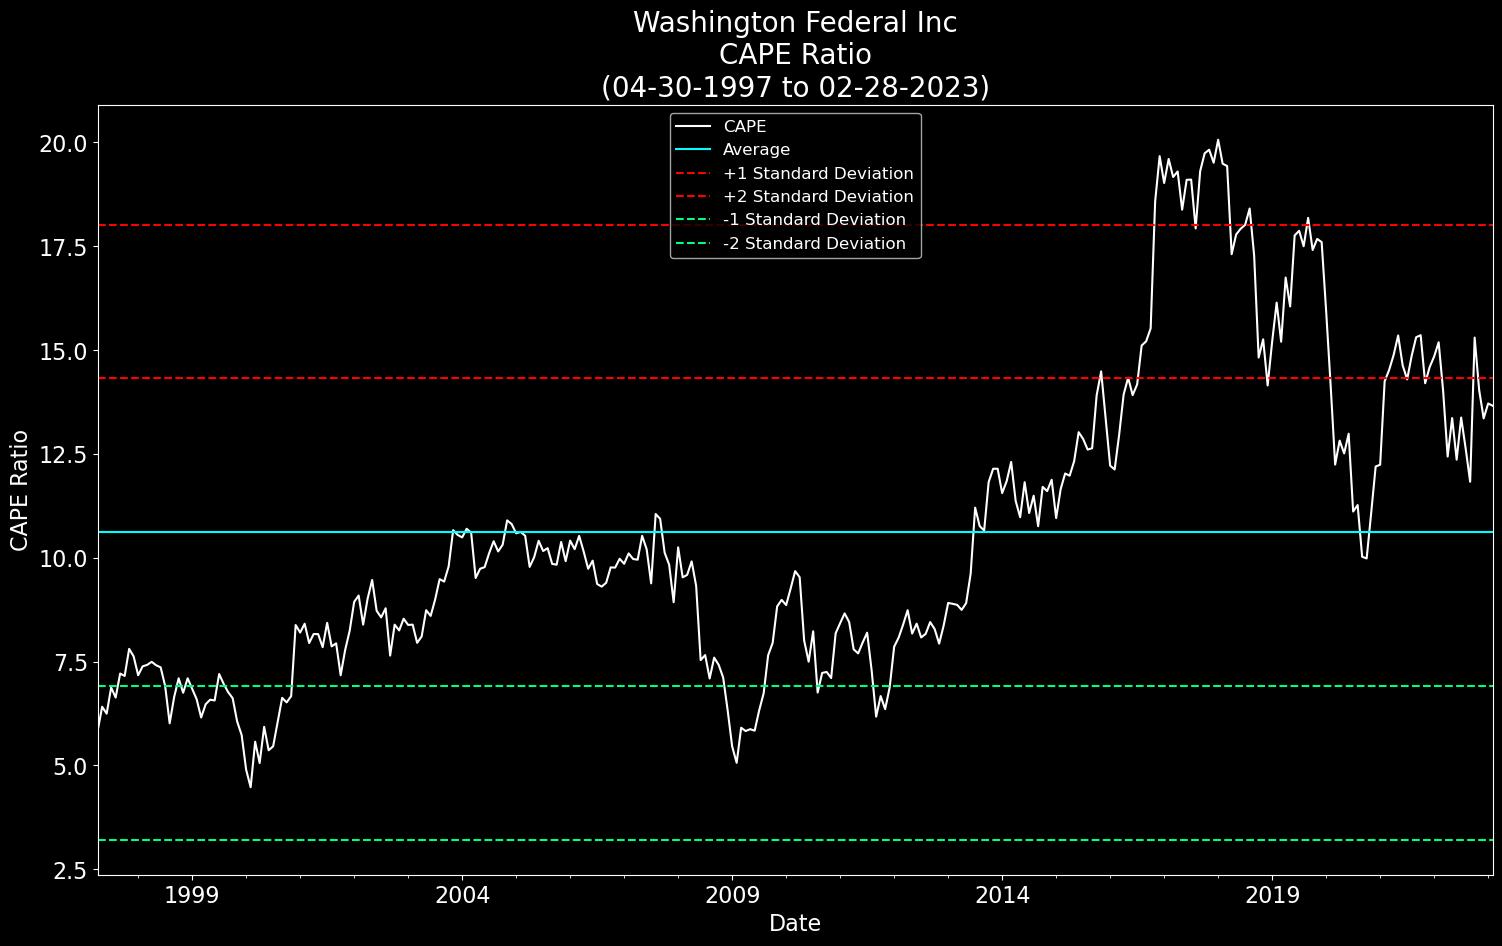 Washington Federal Inc
CAPE Ratio
(04-30-1997 to 02-28-2023)
CAPE
Average
+1 Standard Deviation
+2 Standard Deviation
-1 Standard Deviation
-2 Standard Deviation
CAPE Ratio
20.0
17.5
15.0
12.5
10.0
7.5
5.0
2.5
1999
2004
2009
2014
2019
Date